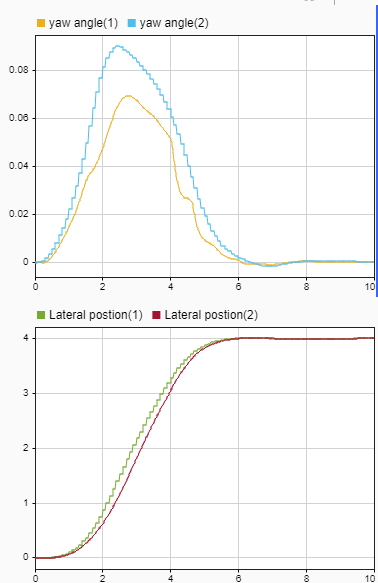 yaw angle(1) yaw angle(2)
0.08
0.06
0.04
0.02
0
0 2 4 6 8 10
Lateral postion(1) Lateral postion(2)
4
3
2
1
0
0 2 4 6 8 10